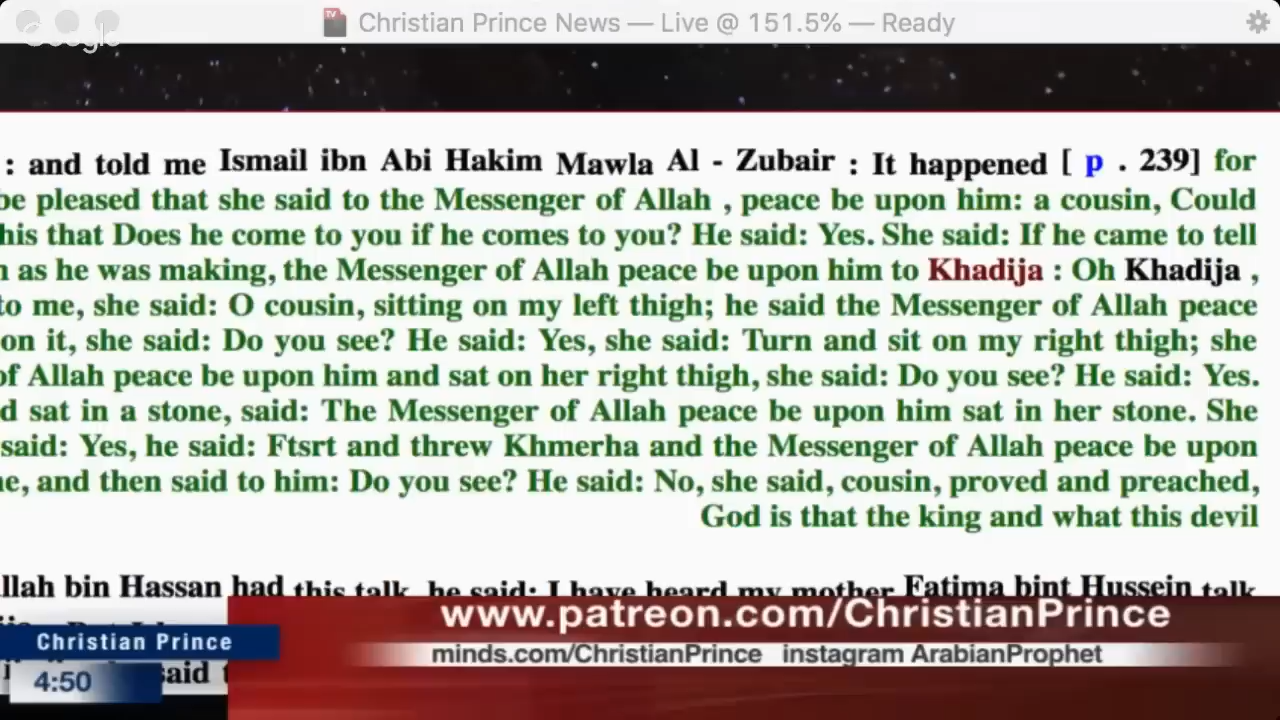 Christian Prince News — Live @ 151.5% — Ready
Google
: and told me Ismail ibn Abi Hakim Mawla Al - Zubair : It happened [ p . 239] for
be pleased that she said to the Messenger of Allah , peace be upon him: a cousin, Could
his that Does he come to you if he comes to you? He said: Yes. She said: If he came to tell
as he was making, the Messenger of Allah peace be upon him to Khadija : Oh Khadija ,
to me, she said: O cousin, sitting on my left thigh; he said the Messenger of Allah peace
on it, she said: Do you see? He said: Yes, she said: Turn and sit on my right thigh; she
of Allah peace be upon him and sat on her right thigh, she said: Do you see? He said: Yes.
d sat in a stone, said: The Messenger of Allah peace be upon him sat in her stone. She
said: Yes, he said: Ftsrt and threw Khmerha and the Messenger of Allah peace be upon
e, and then said to him: Do you see? He said: No, she said, cousin, proved and preached,
God is that the king and what this devil
llah bin Hassan had this talk, he said: I have heard my mother Fatima bint Hussein talk
said
www.patreon.com/ChristianPrince
minds.com/ChristianPrince instagram ArabianProphet
Christian Prince
4:50